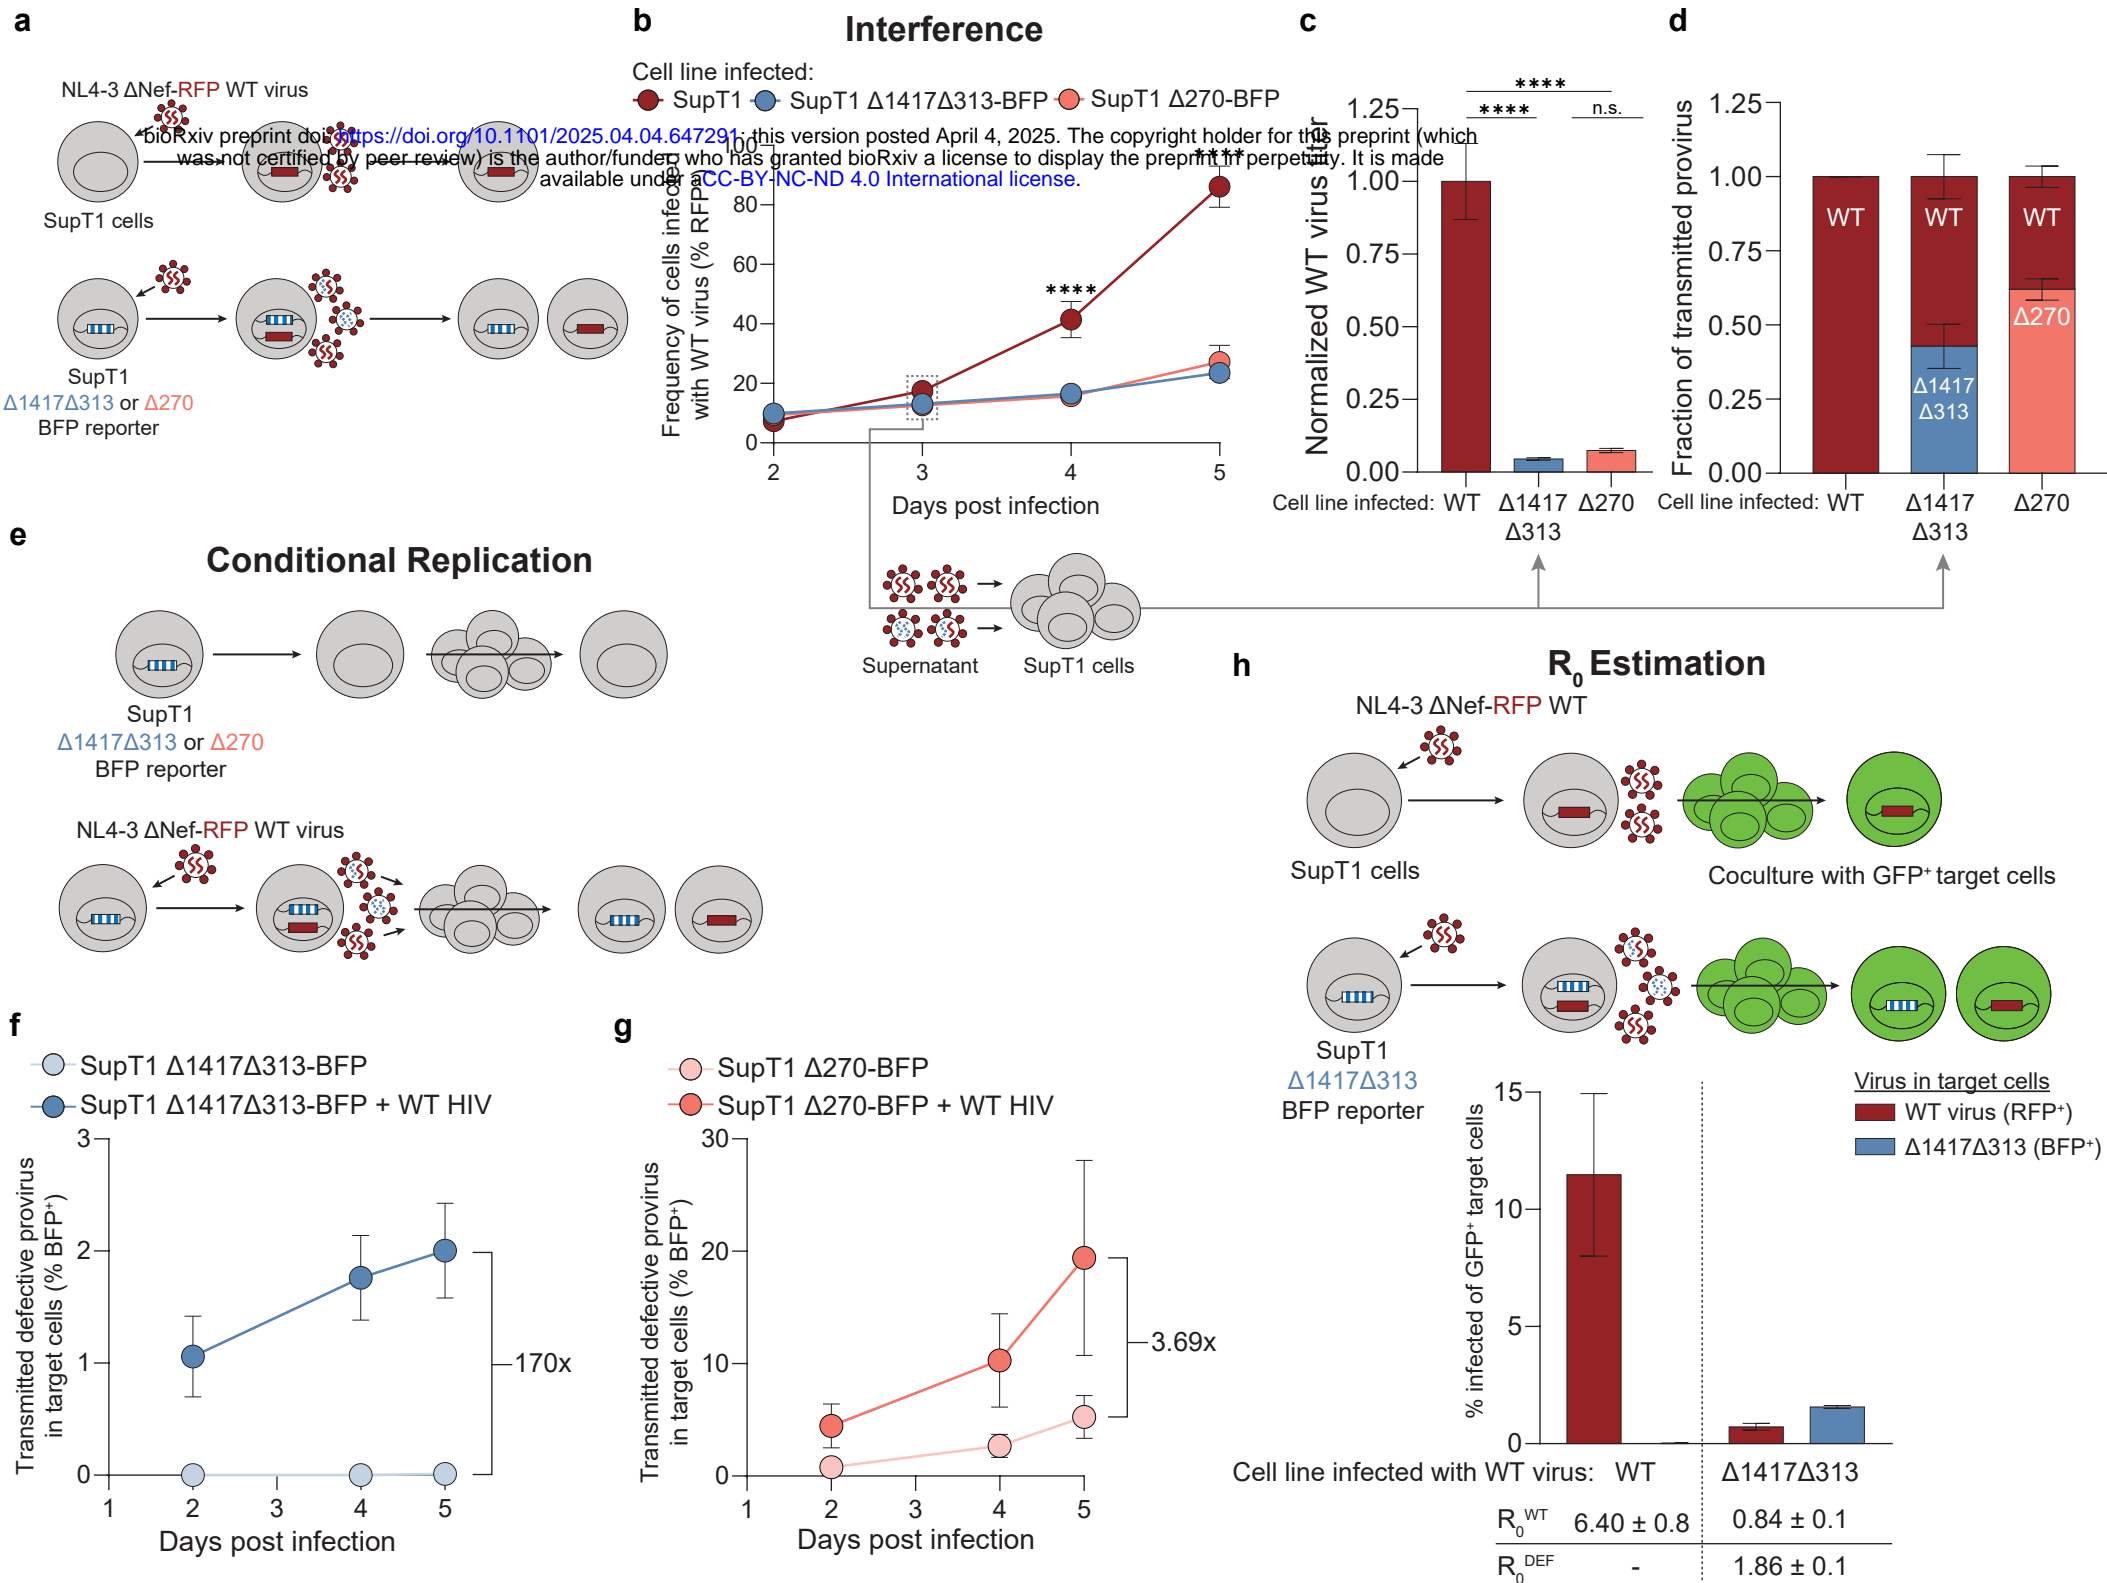 a
NL4-3 ΔNef-RFP WT virus
SupT1 cells
SupT1
Δ1417Δ313 or Δ270
BFP reporter
bioRxiv preprint doi: https://doi.org/10.1101/2025.04.04.647291; this version posted April 4, 2025. The copyright holder for this preprint (which
was not certified by peer review) is the author/funder, who has granted bioRxiv a license to display the preprint in perpetuity. It is made
available under aCC-BY-NC-ND 4.0 International license.
b
Interference
Cell line infected:
SupT1
SupT1 Δ1417Δ313-BFP
SupT1 Δ270-BFP
Frequency of cells infected
with WT virus (% RFP+)
100
80
60
40
20
0
****
****
2 3 4 5
Days post infection
Supernatant
SupT1 cells
c
Normalized WT virus titer
1.25
1.00
0.75
0.50
0.25
0.00
****
****
n.s.
Cell line infected: WT Δ1417 Δ270
Δ313
d
Fraction of transmitted provirus
1.25
1.00
0.75
0.50
0.25
0.00
WT
WT
WT
Δ1417
Δ313
Δ270
Cell line infected: WT Δ1417 Δ270
Δ313
e
Conditional Replication
SupT1
Δ1417Δ313 or Δ270
BFP reporter
NL4-3 ΔNef-RFP WT virus
f
SupT1 Δ1417Δ313-BFP
SupT1 Δ1417Δ313-BFP + WT HIV
Transmitted defective provirus
in target cells (% BFP+)
3
2
1
0
170x
1 2 3 4 5
Days post infection
g
SupT1 Δ270-BFP
SupT1 Δ270-BFP + WT HIV
Transmitted defective provirus
in target cells (% BFP+)
30
20
10
0
3.69x
1 2 3 4 5
Days post infection
h
R0 Estimation
NL4-3 ΔNef-RFP WT
SupT1 cells
Coculture with GFP+ target cells
SupT1
Δ1417Δ313
BFP reporter
Virus in target cells
WT virus (RFP+)
Δ1417Δ313 (BFP+)
% infected of GFP+ target cells
15
10
5
0
Cell line infected with WT virus: WT Δ1417Δ313
R0WT 6.40 ± 0.8 0.84 ± 0.1
R0DEF - 1.86 ± 0.1